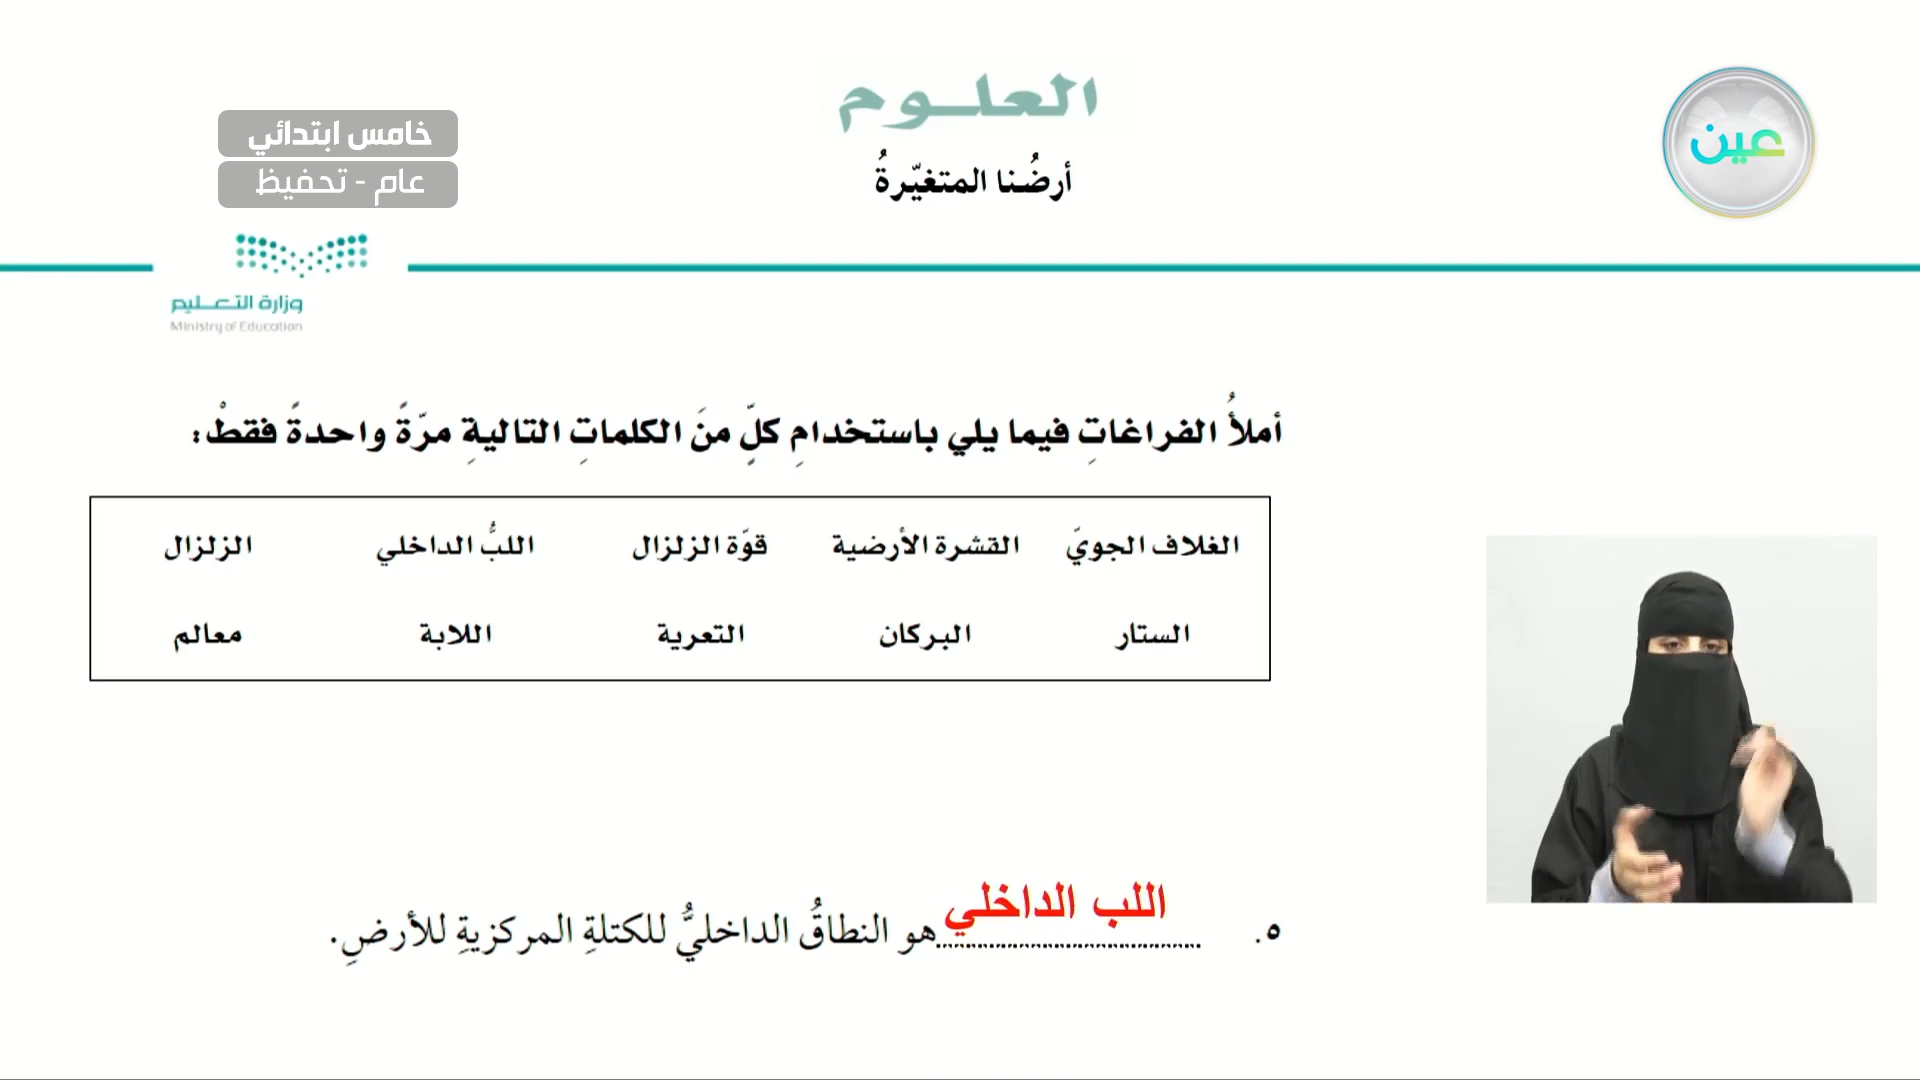 العلوم
أرضُنا المتغيّرةُ
عين
خامس ابتدائي
عام - تحفيظ
وزارة التعليم
Ministry of Education
أملأُ الفراغاتِ فيما يلي باستخدامِ كلٍّ منَ الكلماتِ التاليةِ مرّةً واحدةً فقطْ:
الغلاف الجويّ القشرة الأرضية قوّة الزلزال اللبُّ الداخلي الزلزال
الستار البركان التعرية اللابة معالم
٥. اللب الداخلي هو النطاقُ الداخليُّ للكتلةِ المركزيةِ للأرضِ.